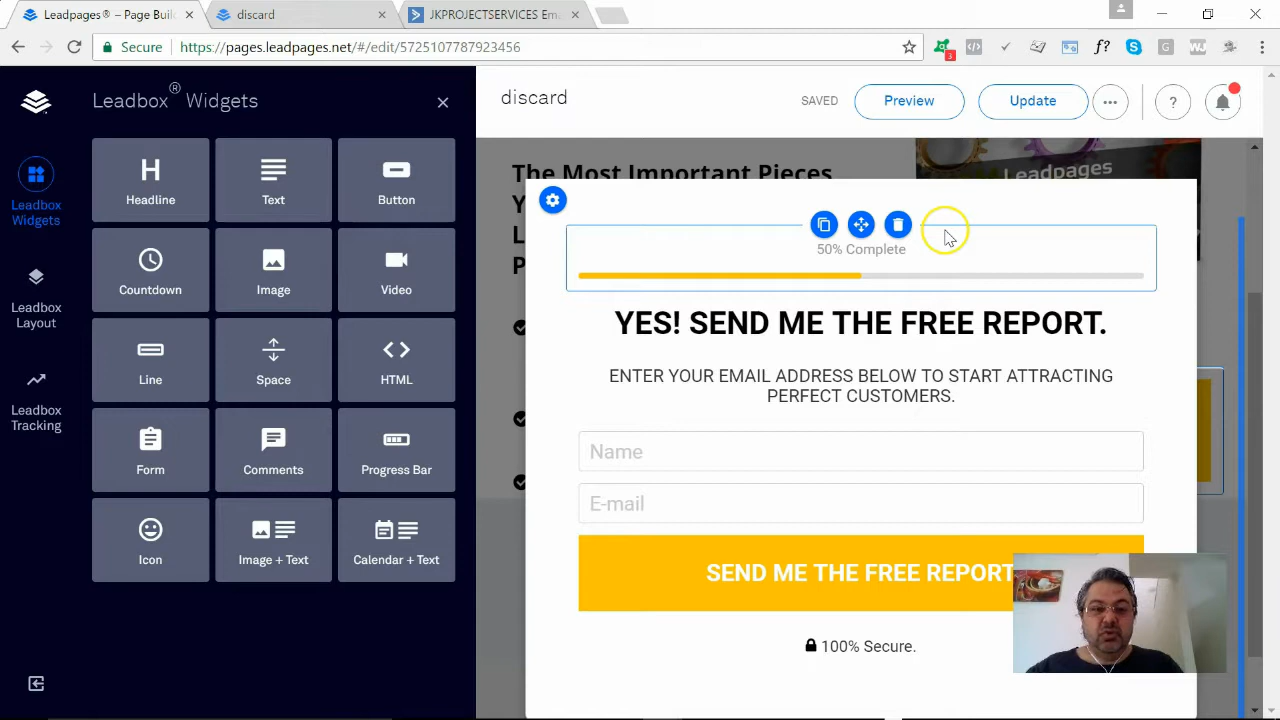 Leadpages® – Page Buil
discard
JKPROJECTSERVICES Ema
Secure
https://pages.leadpages.net/#/edit/5725107787923456
3
f?
G
WJ
Leadbox® Widgets
discard
SAVED
Preview
Update
?
Leadbox
Widgets
Leadbox
Layout
Leadbox
Tracking
H
Headline
Text
Button
Countdown
Image
Video
Line
Space
HTML
Form
Comments
Progress Bar
Icon
Image + Text
Calendar + Text
The Most Important Pieces
Y
L
P
Leadpages
50% Complete
YES! SEND ME THE FREE REPORT.
ENTER YOUR EMAIL ADDRESS BELOW TO START ATTRACTING
PERFECT CUSTOMERS.
Name
E-mail
SEND ME THE FREE REPORT
100% Secure.